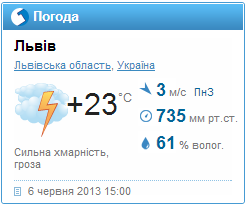 Погода
Львів
Львівська область, Україна
+23°C
3 м/с ПнЗ
735 мм рт.ст.
61 % волог.
Сильна хмарність,
гроза
6 червня 2013 15:00